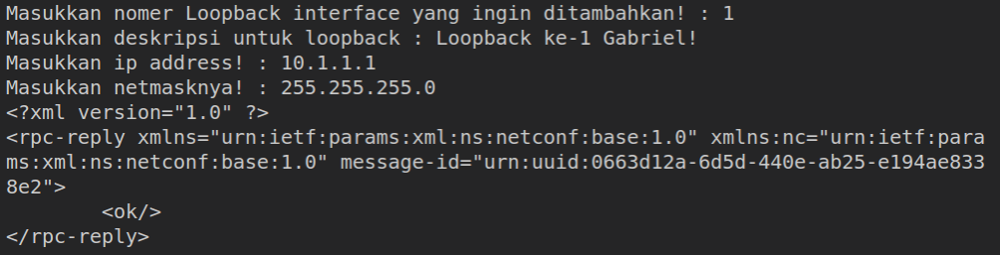 Masukkan nomer Loopback interface yang ingin ditambahkan! : 1
Masukkan deskripsi untuk loopback : Loopback ke-1 Gabriel!
Masukkan ip address! : 10.1.1.1
Masukkan netmasknya! : 255.255.255.0
<?xml version="1.0" ?>
<rpc-reply xmlns="urn:ietf:params:xml:ns:netconf:base:1.0" xmlns:nc="urn:ietf:para
ms:xml:ns:netconf:base:1.0" message-id="urn:uuid:0663d12a-6d5d-440e-ab25-e194ae833
8e2">
        <ok/>
</rpc-reply>